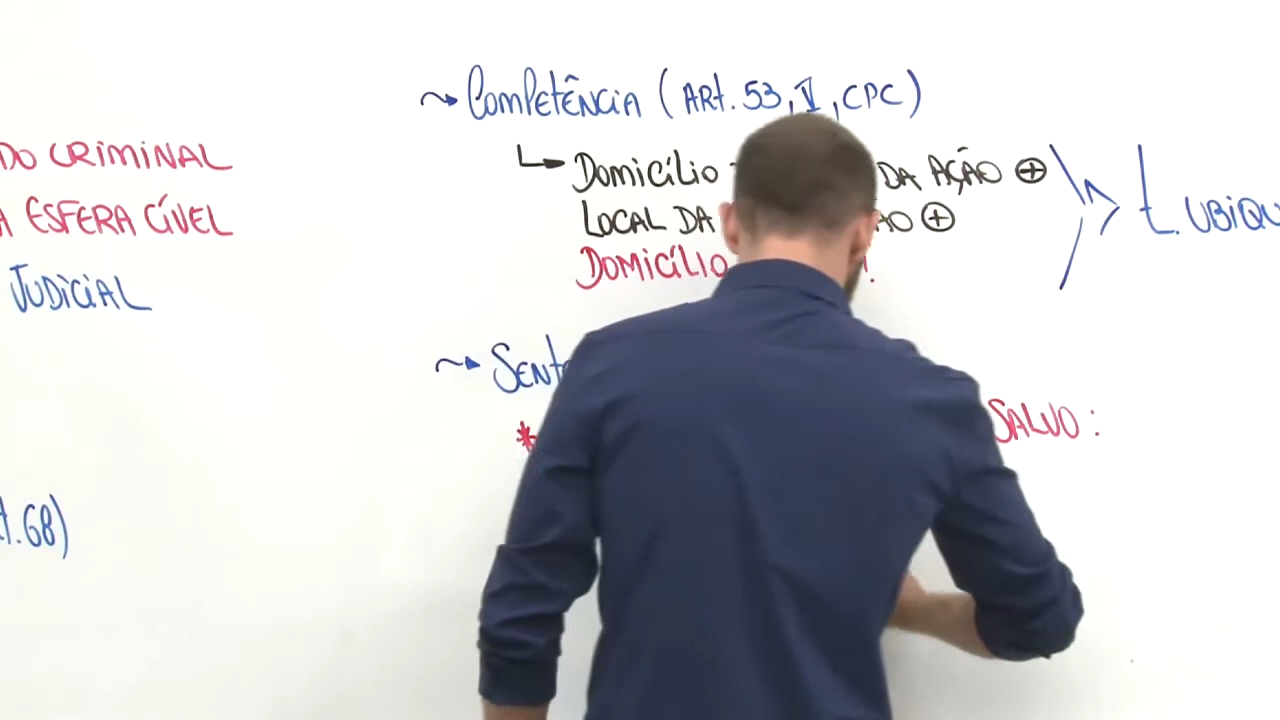 DO CRIMINAL
A ESFERA CÍVEL
JUDICIAL
t.68)
~> COMPETÊNCIA (ART. 53, V, CPC)
↳ DOMICÍLIO DA AÇÃO ⊕
LOCAL DA ÃO ⊕
DOMICÍLIO !
T. UBIQU
~> SENT
* SALVO: